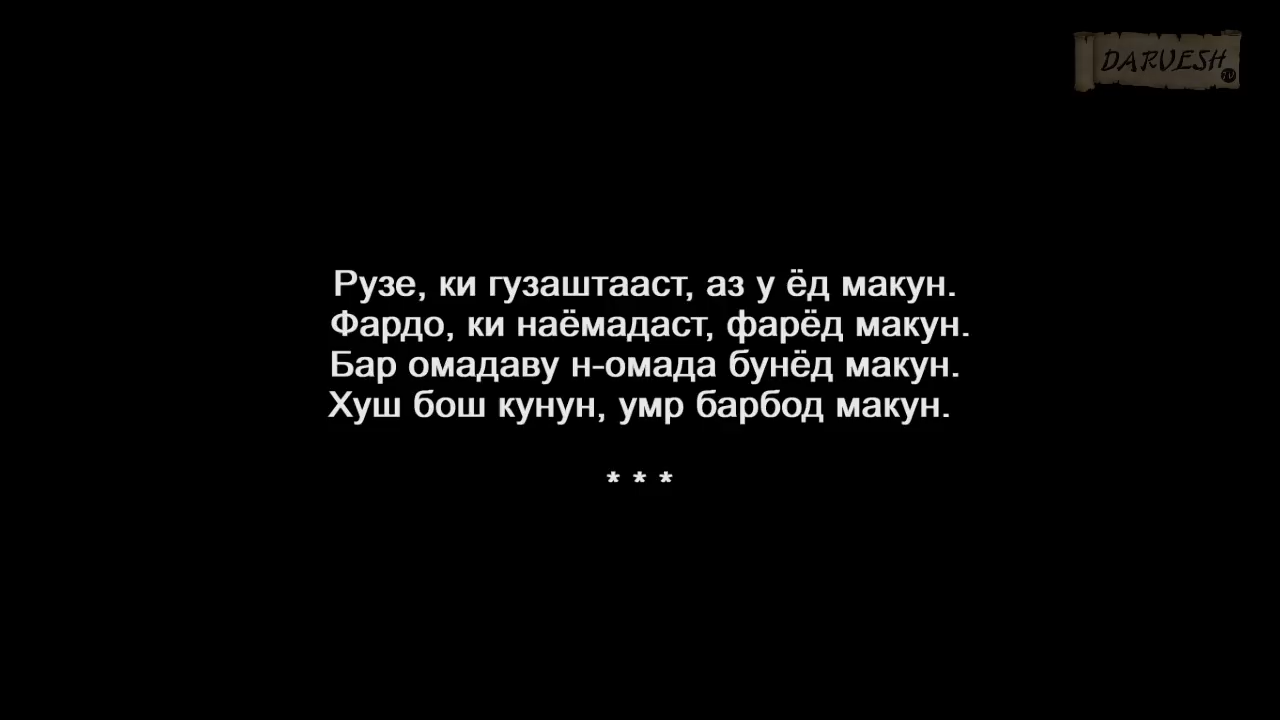 DARVESH TV
Рузе, ки гузаштааст, аз у ёд макун.
Фардо, ки наёмадаст, фарёд макун.
Бар омадаву н-омада бунёд макун.
Хуш бош кунун, умр барбод макун.
* * *